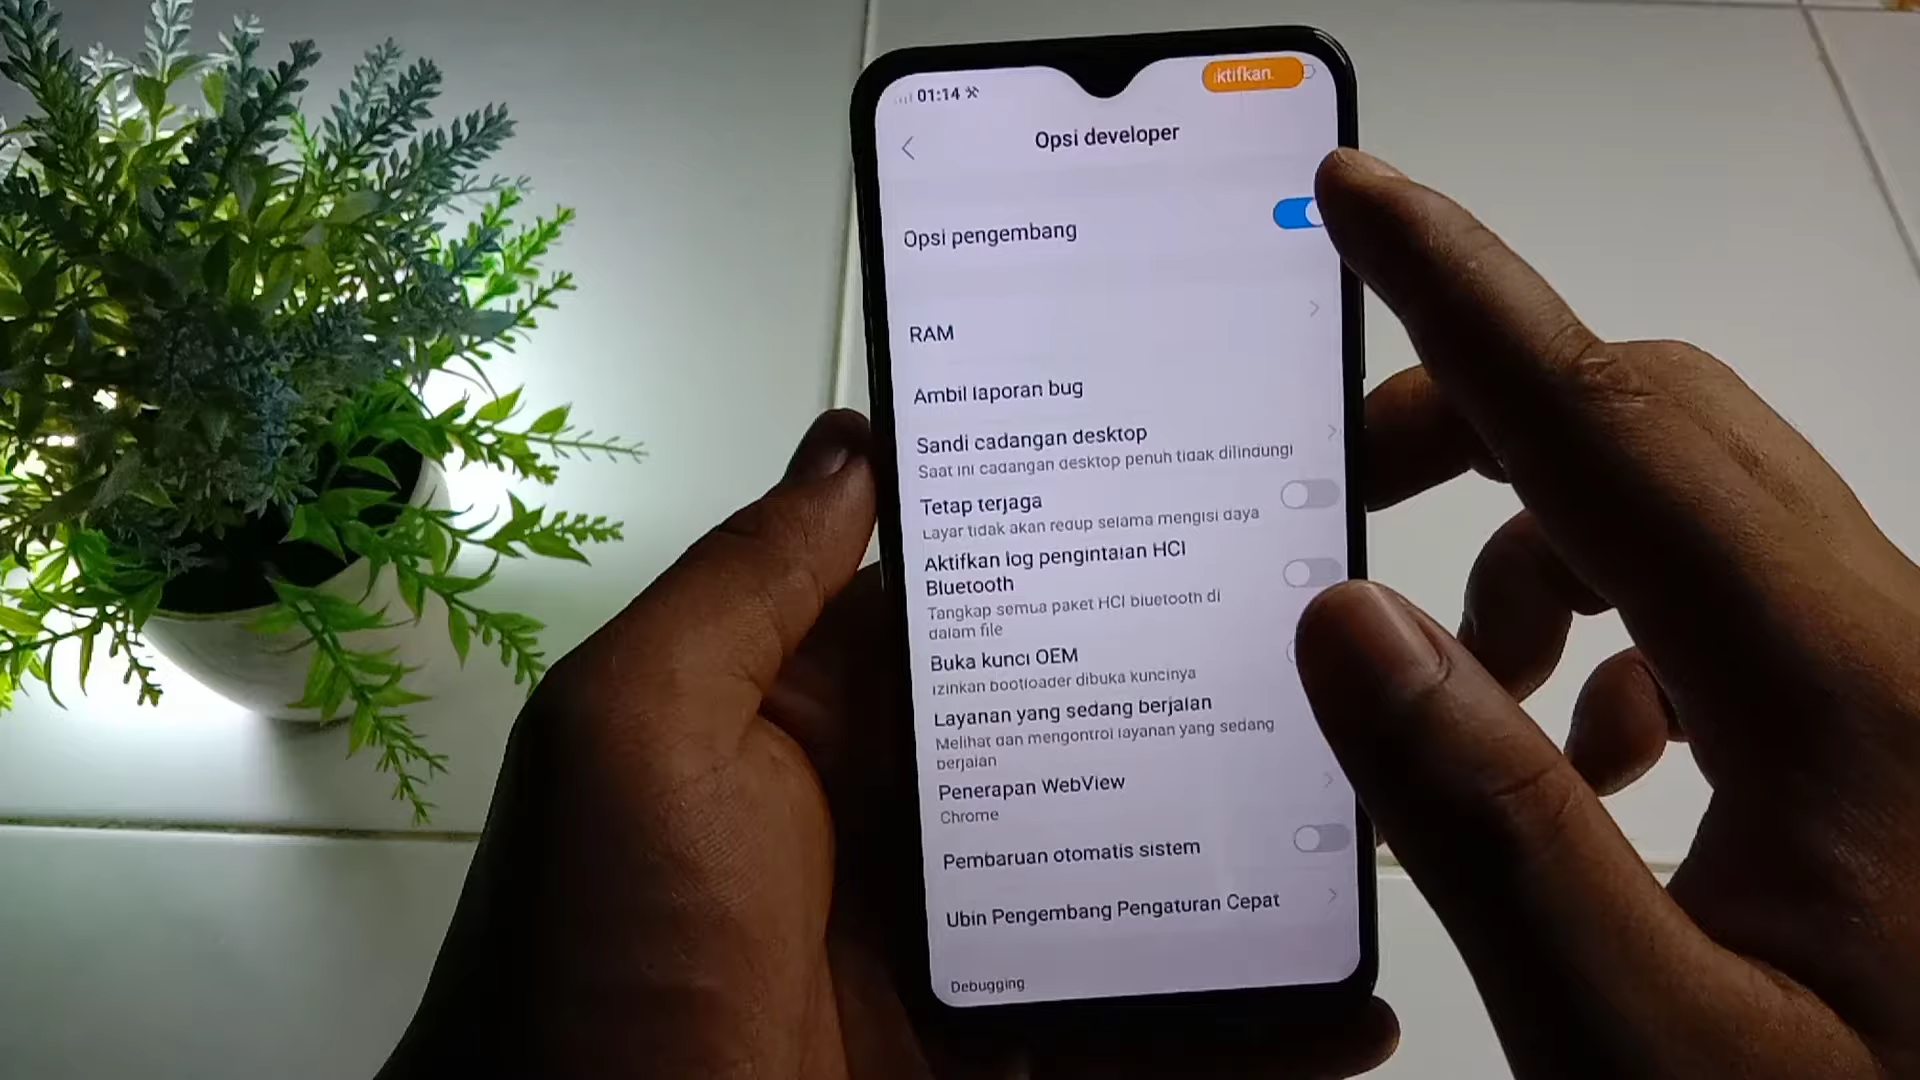 01:14
ktifkan.
Opsi developer
Opsi pengembang
RAM
Ambil laporan bug
Sandi cadangan desktop
Saat ini cadangan desktop penuh tidak dilindungi
Tetap terjaga
Layar tidak akan redup selama mengisi daya
Aktifkan log pengintaian HCI
Bluetooth
Tangkap semua paket HCI bluetooth di
dalam file
Buka kunci OEM
Izinkan bootloader dibuka kuncinya
Layanan yang sedang berjalan
Melihat dan mengontrol layanan yang sedang
berjalan
Penerapan WebView
Chrome
Pembaruan otomatis sistem
Ubin Pengembang Pengaturan Cepat
Debugging